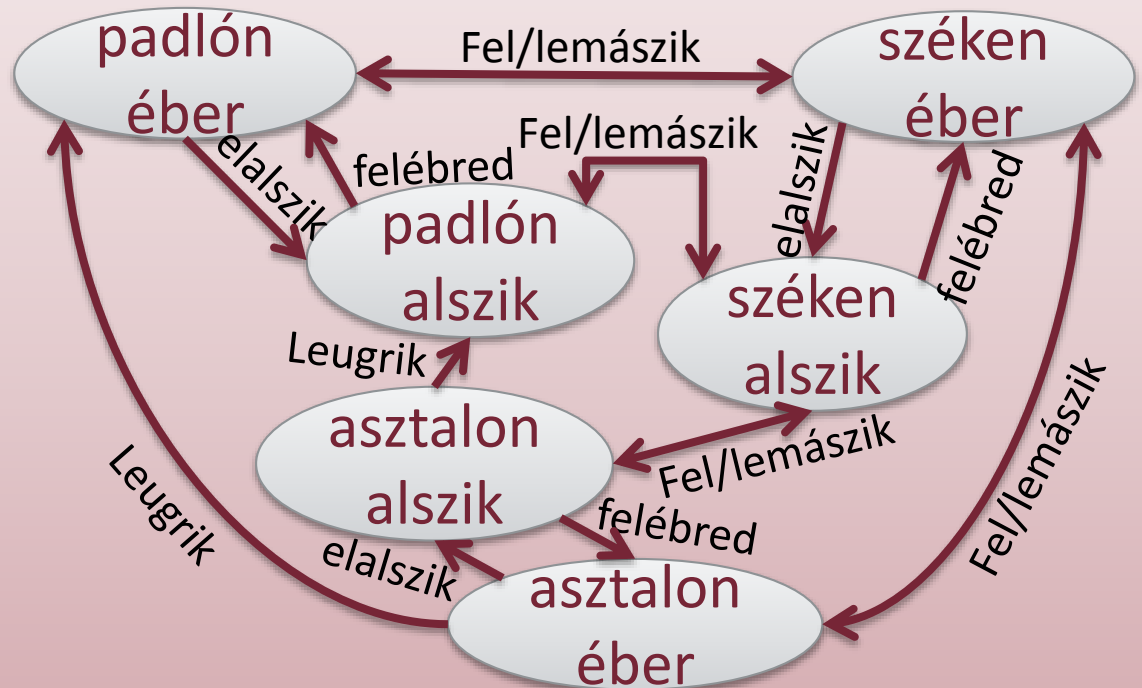 padlón
éber
Fel/lemászik
széken
éber
elalszik
felébred
Fel/lemászik
elalszik
felébred
padlón
alszik
széken
alszik
Leugrik
asztalon
alszik
Fel/lemászik
Fel/lemászik
Leugrik
felébred
elalszik
asztalon
éber